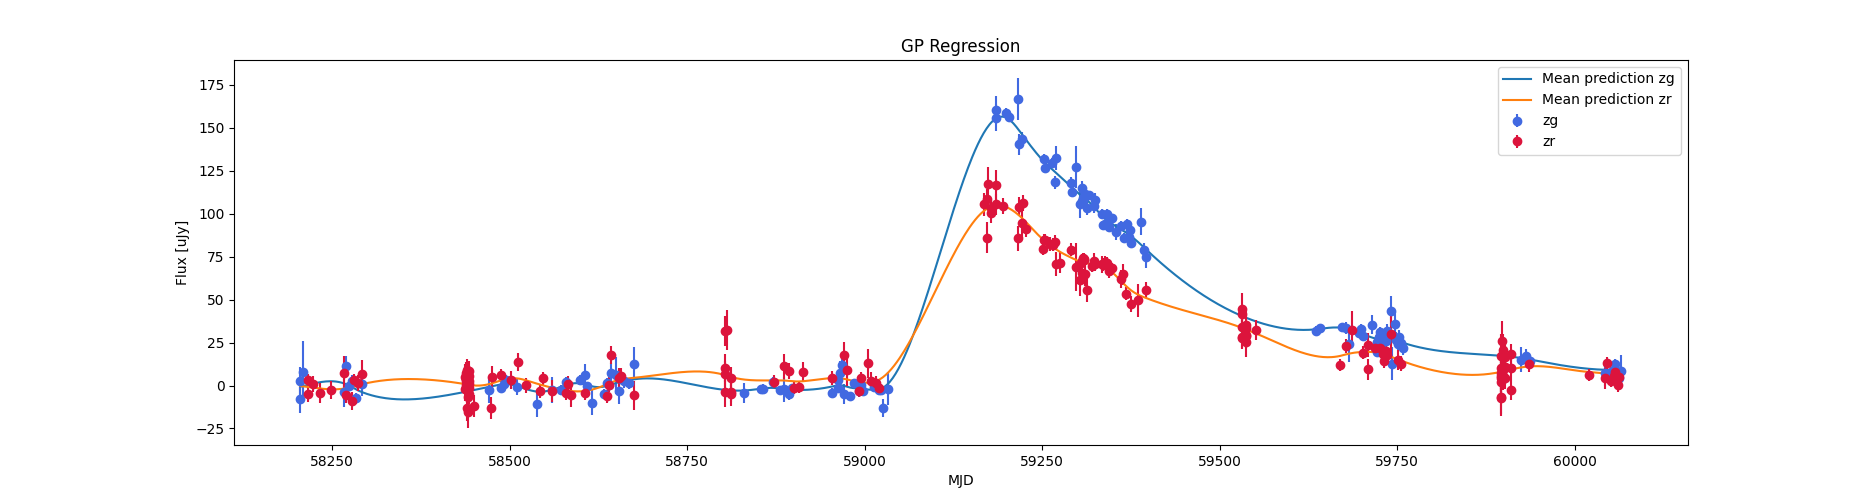 GP Regression
Mean prediction zg
Mean prediction zr
zg
zr
175
150
125
100
75
50
25
0
−25
Flux [uJy]
58250
58500
58750
59000
59250
59500
59750
60000
MJD